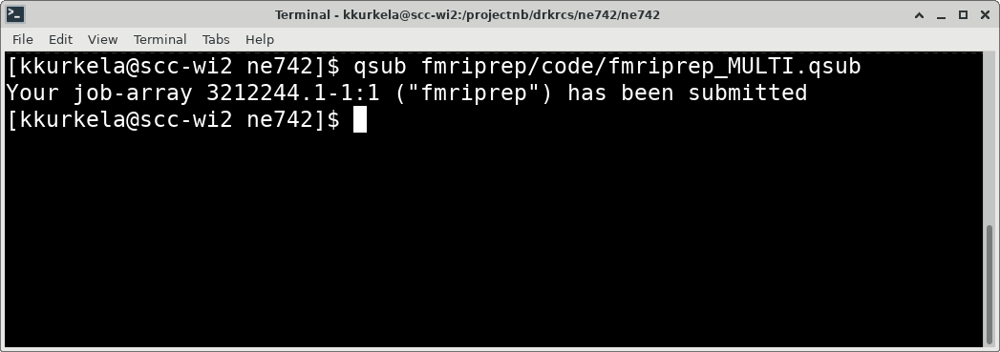 Terminal - kkurkela@scc-wi2:/projectnb/drkrcs/ne742/ne742
File Edit View Terminal Tabs Help
[kkurkela@scc-wi2 ne742]$ qsub fmriprep/code/fmriprep_MULTI.qsub
Your job-array 3212244.1-1:1 ("fmriprep") has been submitted
[kkurkela@scc-wi2 ne742]$